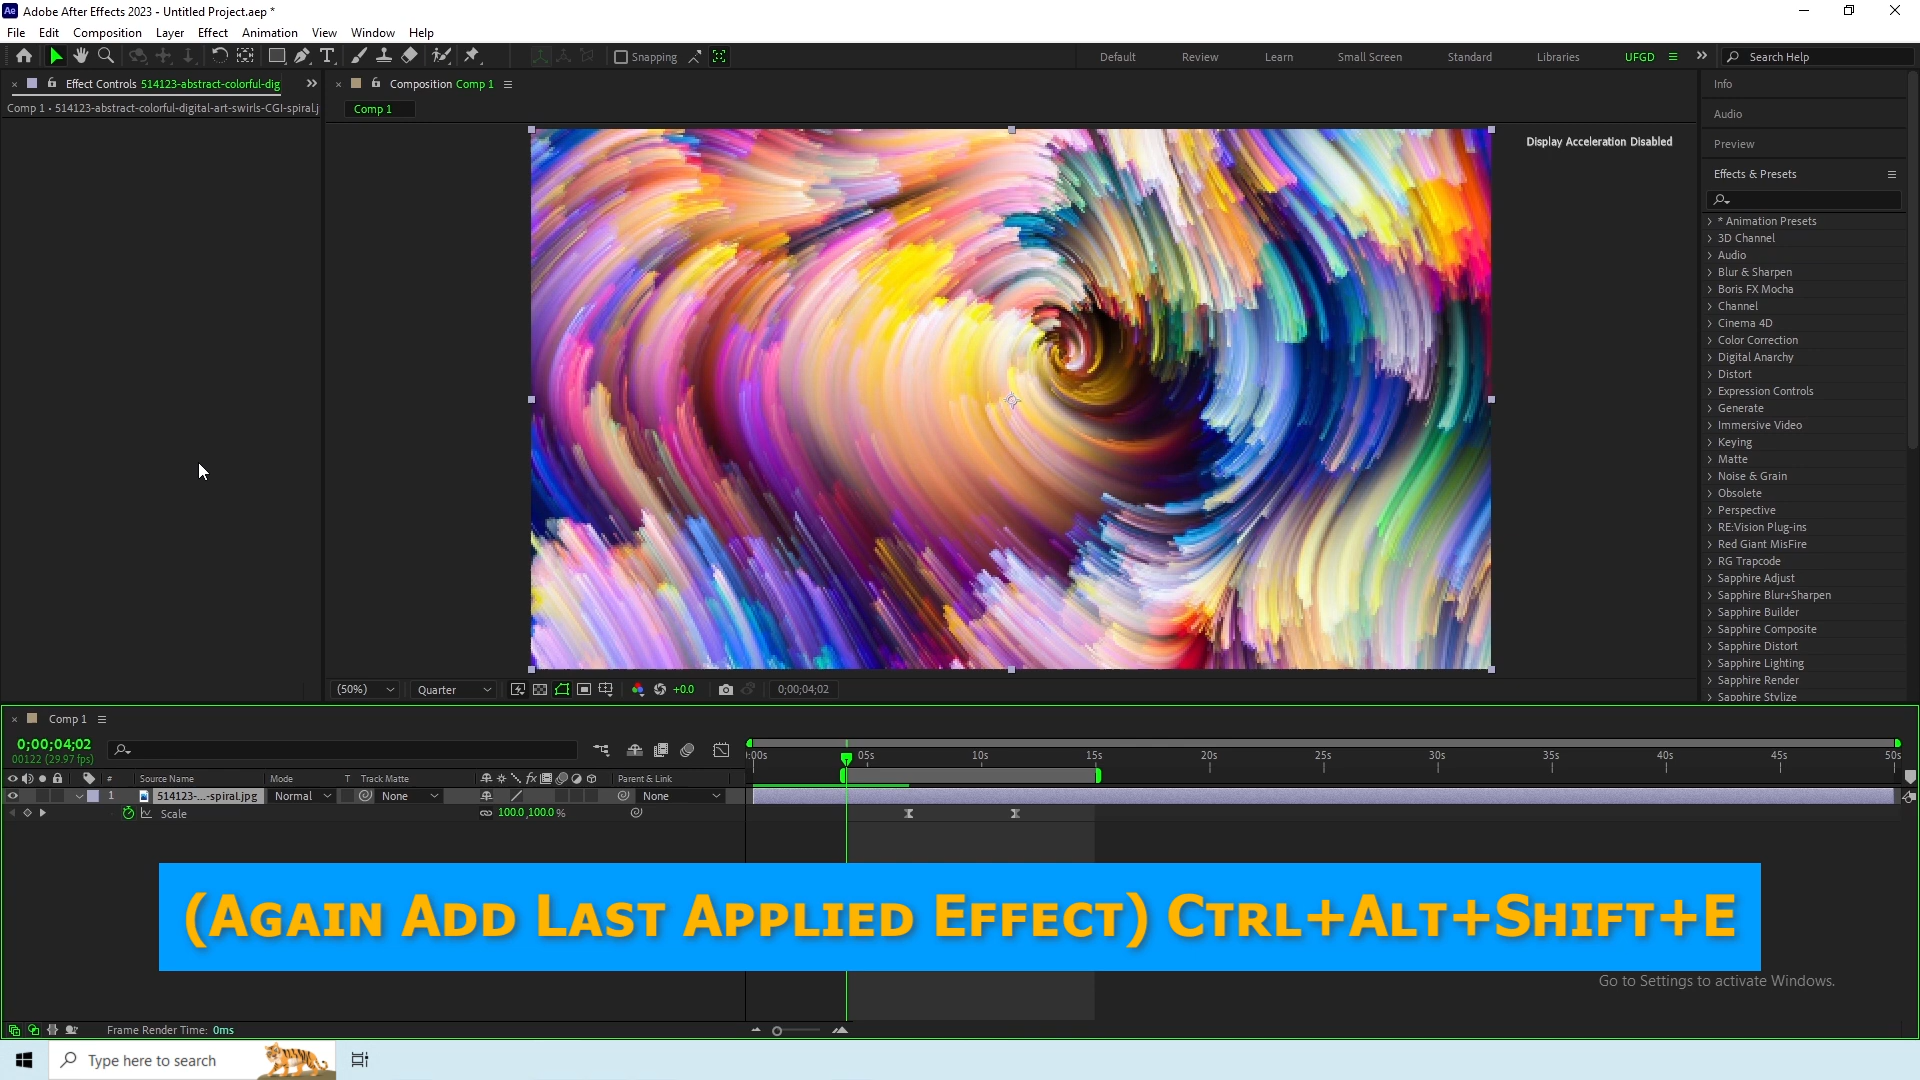 Adobe After Effects 2023 - Untitled Project.aep *
File Edit Composition Layer Effect Animation View Window Help
Snapping Default Review Learn Small Screen Standard Libraries UFGD Search Help
Effect Controls 514123-abstract-colorful-dig
Comp 1 • 514123-abstract-colorful-digital-art-swirls-CGI-spiral.j
Composition Comp 1
Comp 1
Display Acceleration Disabled
(50%) Quarter +0.0 0;00;04;02
Info
Audio
Preview
Effects & Presets
* Animation Presets
3D Channel
Audio
Blur & Sharpen
Boris FX Mocha
Channel
Cinema 4D
Color Correction
Digital Anarchy
Distort
Expression Controls
Generate
Immersive Video
Keying
Matte
Noise & Grain
Obsolete
Perspective
RE:Vision Plug-ins
Red Giant MisFire
RG Trapcode
Sapphire Adjust
Sapphire Blur+Sharpen
Sapphire Builder
Sapphire Composite
Sapphire Distort
Sapphire Lighting
Sapphire Render
Sapphire Stylize
Comp 1
0;00;04;02
00122 (29.97 fps)
:00s 05s 10s 15s 20s 25s 30s 35s 40s 45s 50s
# Source Name Mode T Track Matte fx Parent & Link
1 514123-...-spiral.jpg Normal None None
Scale 100.0,100.0 %
(Again Add Last Applied Effect) Ctrl+Alt+Shift+E
Go to Settings to activate Windows.
Frame Render Time: 0ms
Type here to search